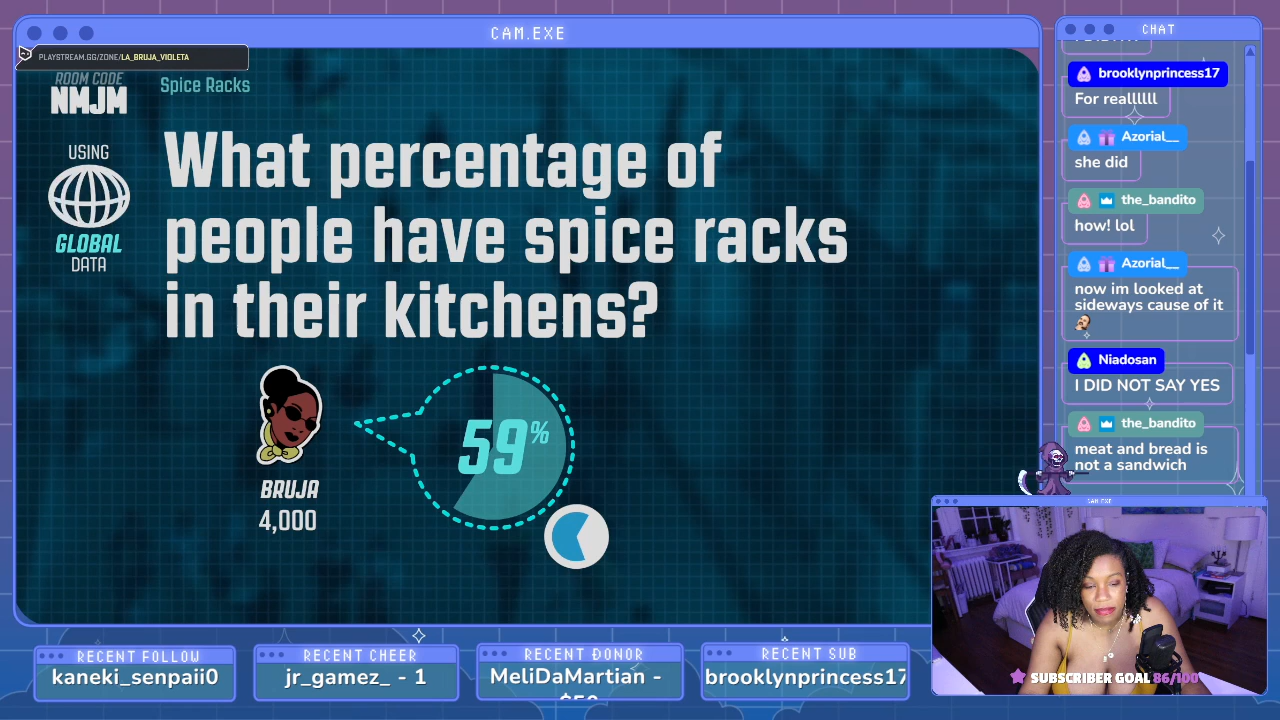 CAM.EXE
PLAYSTREAM.GG/ZONE/LA_BRUJA_VIOLETA
ROOM CODE
NMJM
Spice Racks
USING
GLOBAL
DATA
What percentage of
people have spice racks
in their kitchens?
59%
BRUJA
4,000
CHAT
brooklynprincess17
For reallllll
Azorial__
she did
the_bandito
how! lol
Azorial__
now im looked at
sideways cause of it
Niadosan
I DID NOT SAY YES
the_bandito
meat and bread is
not a sandwich
CAM.EXE
SUBSCRIBER GOAL 86/100
RECENT FOLLOW
kaneki_senpaii0
RECENT CHEER
jr_gamez_ - 1
RECENT DONOR
MeliDaMartian -
RECENT SUB
brooklynprincess17